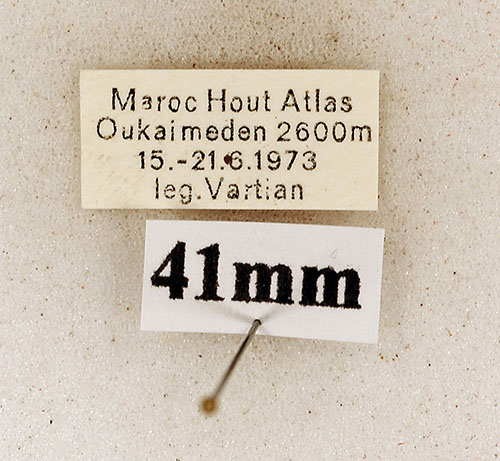 Maroc Hout Atlas
Oukaimeden 2600m
15.-21.6.1973
leg.Vartian
41mm